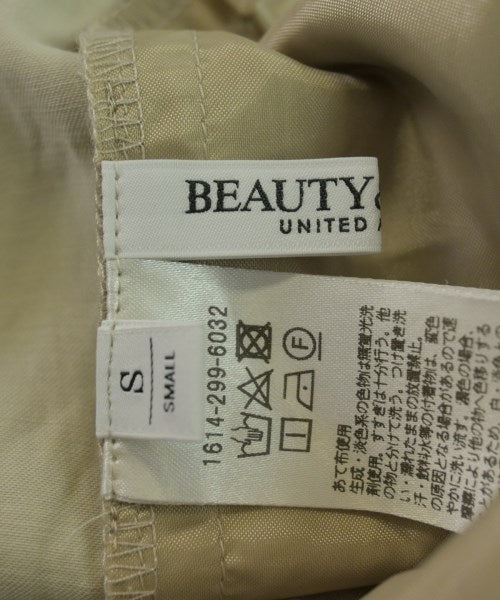 BEAUTY
UNITED A
S
SMALL
1614-299-6032
あて布使用
生成・淡色系の色物は無蛍光洗
剤使用。すすぎは十分行う。他
の物と分けて洗う。つけ置き洗
い・濡れたままの放置禁止。
汗・飲料水等の付着物は、変色
の原因となる場合があるので速
やかに洗い流す。濡色の場合、
摩擦により他の物へ色移りする